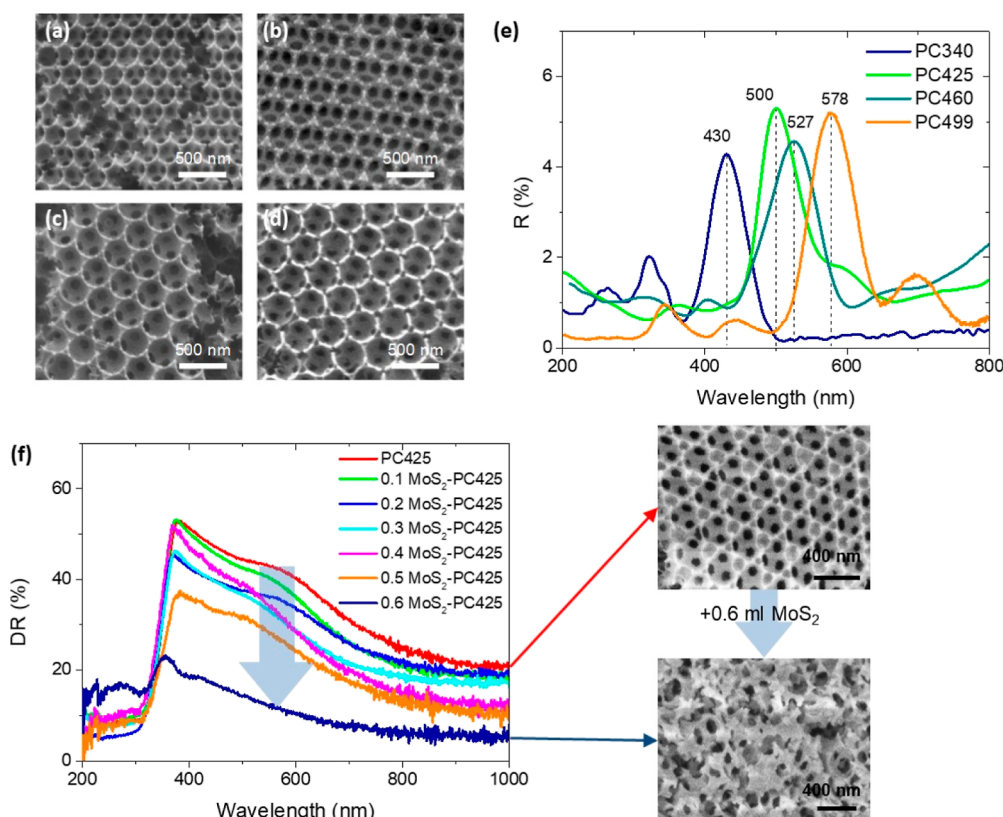 (a)
500 nm
(b)
500 nm
(c)
500 nm
(d)
500 nm
(e)
R (%)
6
4
2
0
430
500
527
578
PC340
PC425
PC460
PC499
200
400
600
800
Wavelength (nm)
(f)
DR (%)
60
40
20
0
PC425
0.1 MoS₂-PC425
0.2 MoS₂-PC425
0.3 MoS₂-PC425
0.4 MoS₂-PC425
0.5 MoS₂-PC425
0.6 MoS₂-PC425
200
400
600
800
1000
Wavelength (nm)
400 nm
+0.6 ml MoS₂
400 nm